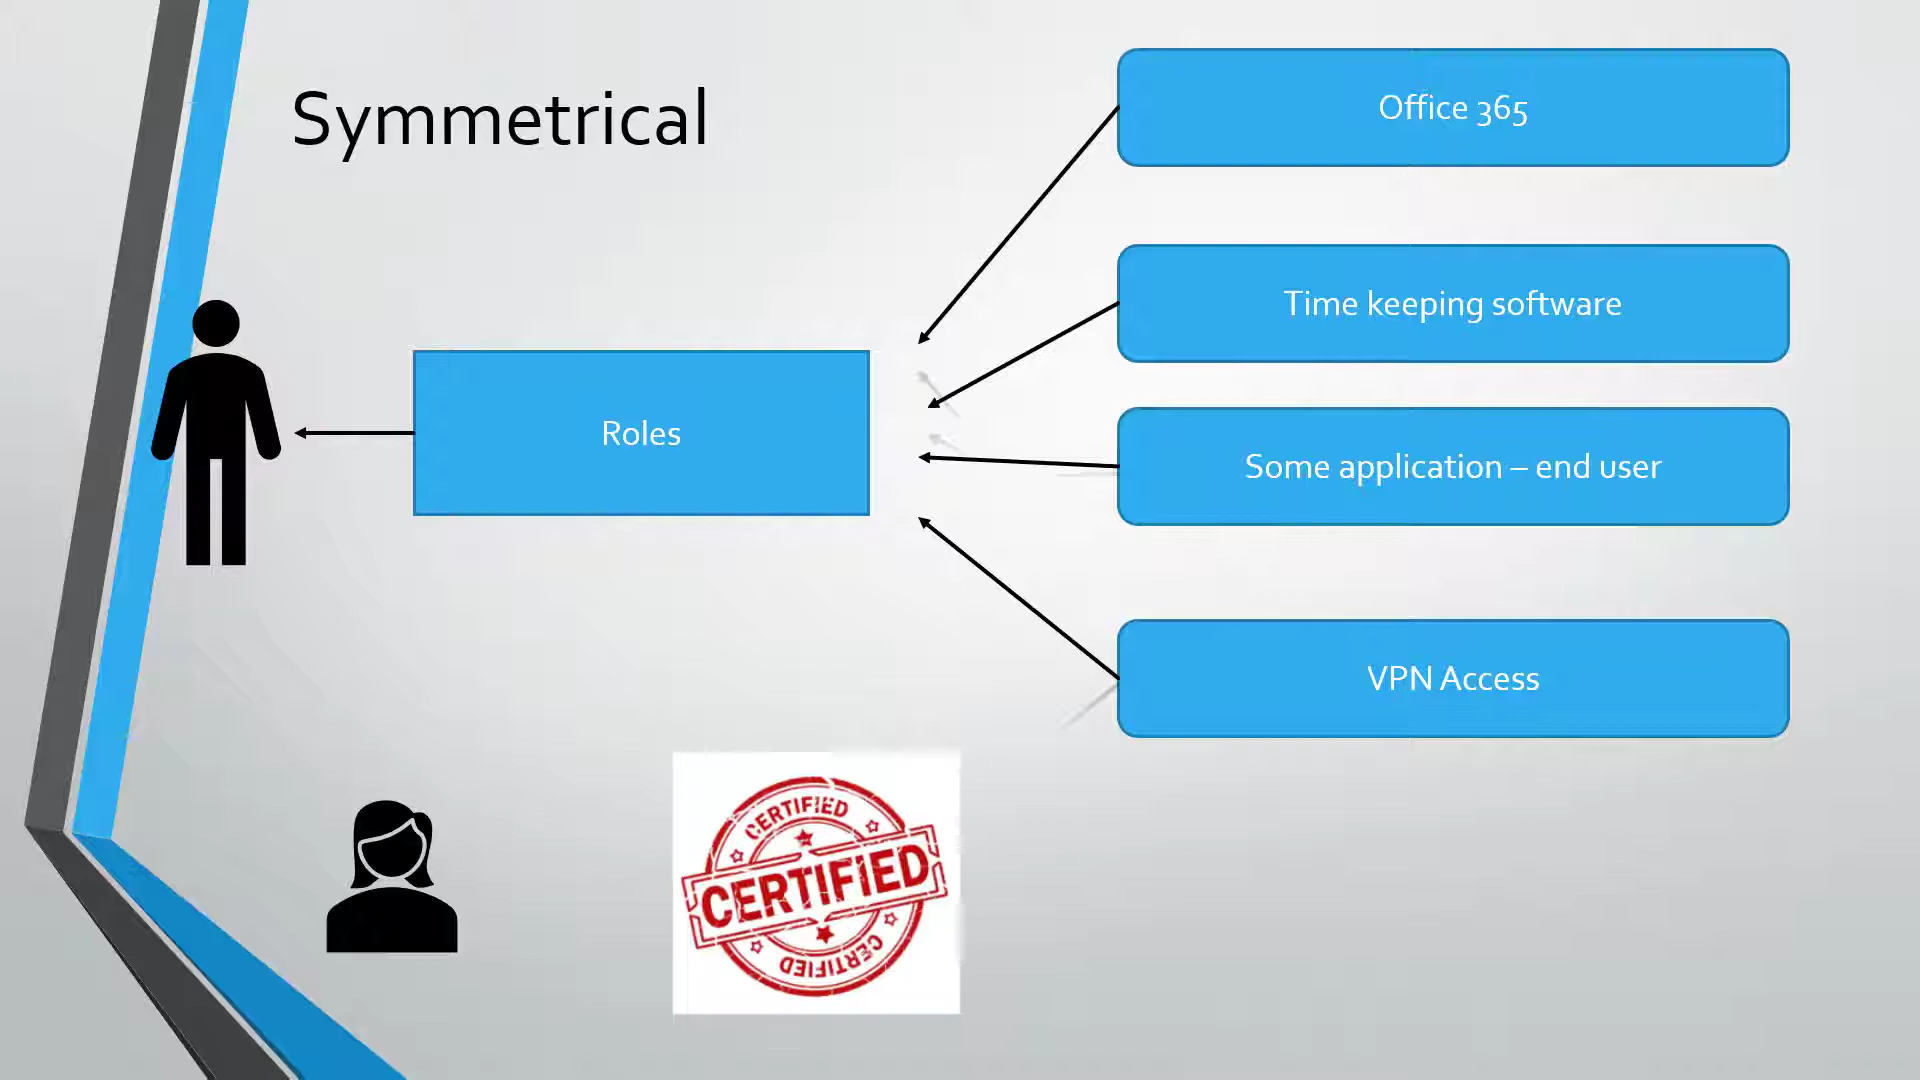 Symmetrical
Office 365
Time keeping software
Roles
Some application – end user
VPN Access
CERTIFIED
CERTIFIED
CERTIFIED